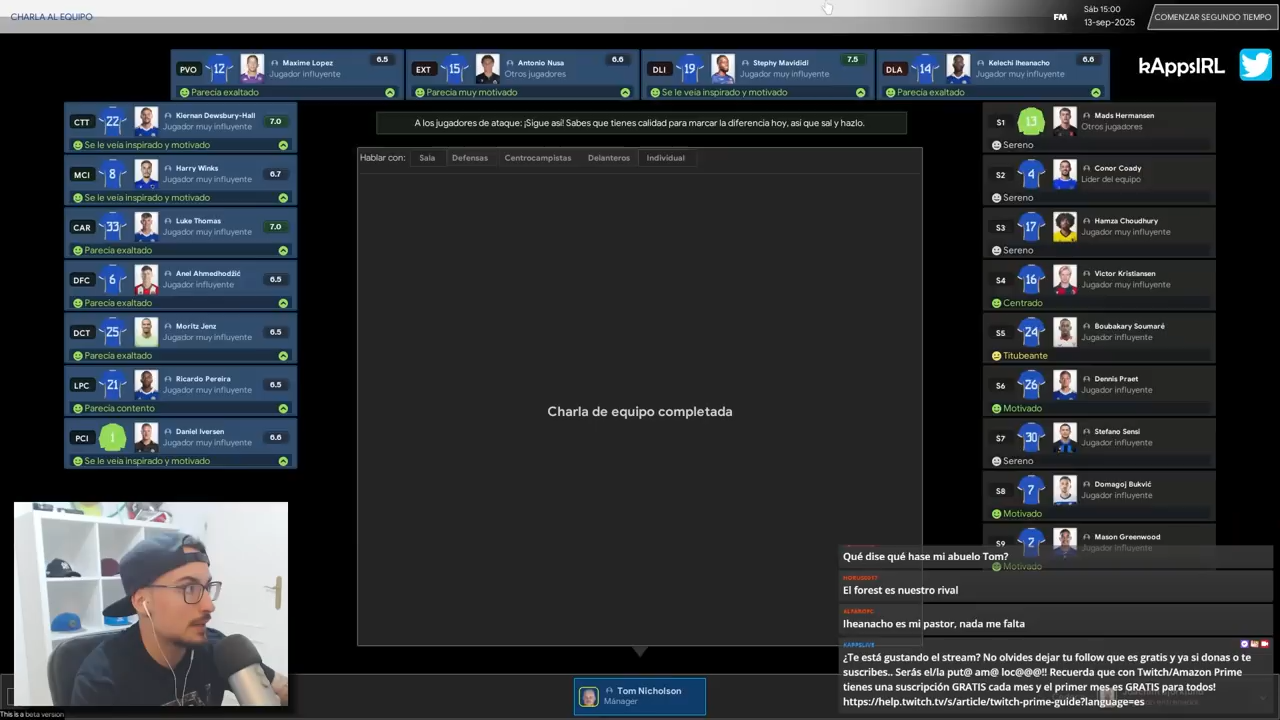 CHARLA AL EQUIPO
FM
Sáb 15:00
13-sep-2025
COMENZAR SEGUNDO TIEMPO
kAppsIRL
PVO 12 Maxime Lopez 6.5
Jugador influyente
Parecía exaltado
EXT 15 Antonio Nusa 6.6
Otros jugadores
Parecía muy motivado
DLI 19 Stephy Mavididi 7.5
Jugador muy influyente
Se le veía inspirado y motivado
DLA 14 Kelechi Iheanacho 6.6
Jugador muy influyente
Parecía exaltado
CTT 22 Kiernan Dewsbury-Hall 7.0
Jugador muy influyente
Se le veía inspirado y motivado
MCI 8 Harry Winks 6.7
Jugador muy influyente
Se le veía inspirado y motivado
CAR 33 Luke Thomas 7.0
Jugador muy influyente
Parecía exaltado
DFC 6 Anel Ahmedhodžić 6.5
Jugador influyente
Parecía exaltado
DCT 25 Moritz Jenz 6.5
Jugador muy influyente
Parecía exaltado
LPC 21 Ricardo Pereira 6.5
Jugador muy influyente
Parecía contento
PCI 1 Daniel Iversen 6.6
Jugador muy influyente
Se le veía inspirado y motivado
A los jugadores de ataque: ¡Sigue así! Sabes que tienes calidad para marcar la diferencia hoy, así que sal y hazlo.
Hablar con: Sala Defensas Centrocampistas Delanteros Individual
Charla de equipo completada
S1 13 Mads Hermansen
Otros jugadores
Sereno
S2 4 Conor Coady
Líder del equipo
Sereno
S3 17 Hamza Choudhury
Jugador muy influyente
Sereno
S4 16 Victor Kristiansen
Jugador muy influyente
Centrado
S5 24 Boubakary Soumaré
Jugador muy influyente
Titubeante
S6 26 Dennis Praet
Jugador influyente
Motivado
S7 30 Stefano Sensi
Jugador influyente
Sereno
S8 7 Domagoj Bukvić
Jugador influyente
Motivado
S9 2 Mason Greenwood
Jugador influyente
Motivado
Qué dise qué hase mi abuelo Tom?
El forest es nuestro rival
Iheanacho es mi pastor, nada me falta
¿Te está gustando el stream? No olvides dejar tu follow que es gratis y ya si donas o te
suscribes.. Serás el/la put@ am@ loc@@@!! Recuerda que con Twitch/Amazon Prime
tienes una suscripción GRATIS cada mes y el primer mes es GRATIS para todos!
https://help.twitch.tv/s/article/twitch-prime-guide?language=es
Tom Nicholson
Mánager
This is a beta version